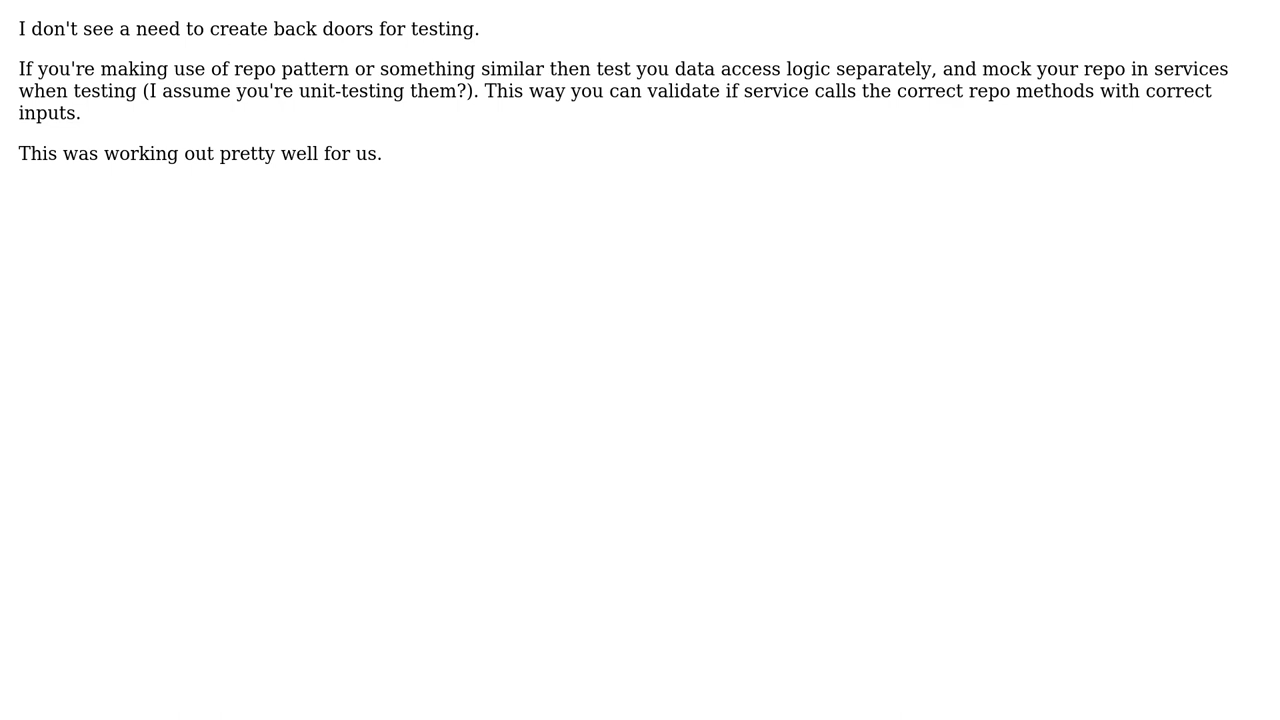 I don't see a need to create back doors for testing.
If you're making use of repo pattern or something similar then test you data access logic separately, and mock your repo in services
when testing (I assume you're unit-testing them?). This way you can validate if service calls the correct repo methods with correct
inputs.
This was working out pretty well for us.